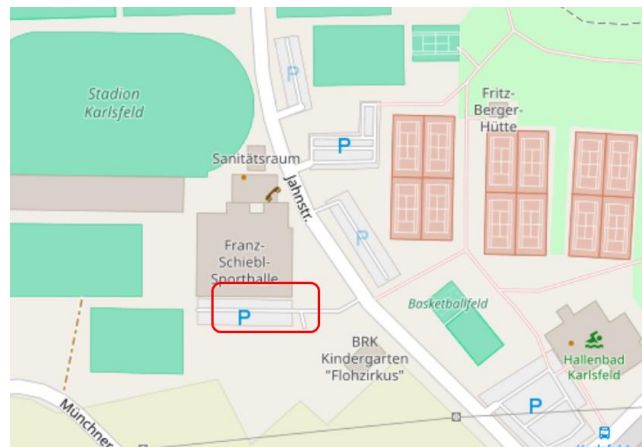 P
Stadion
Karlsfeld
Fritz-
Berger-
Hütte
P
Sanitätsraum
Jahnstr.
P
Franz-
Schiebl-
Sporthalle
Basketballfeld
P
BRK
Kindergarten
"Flohzirkus"
Hallenbad
Karlsfeld
Münchner
P